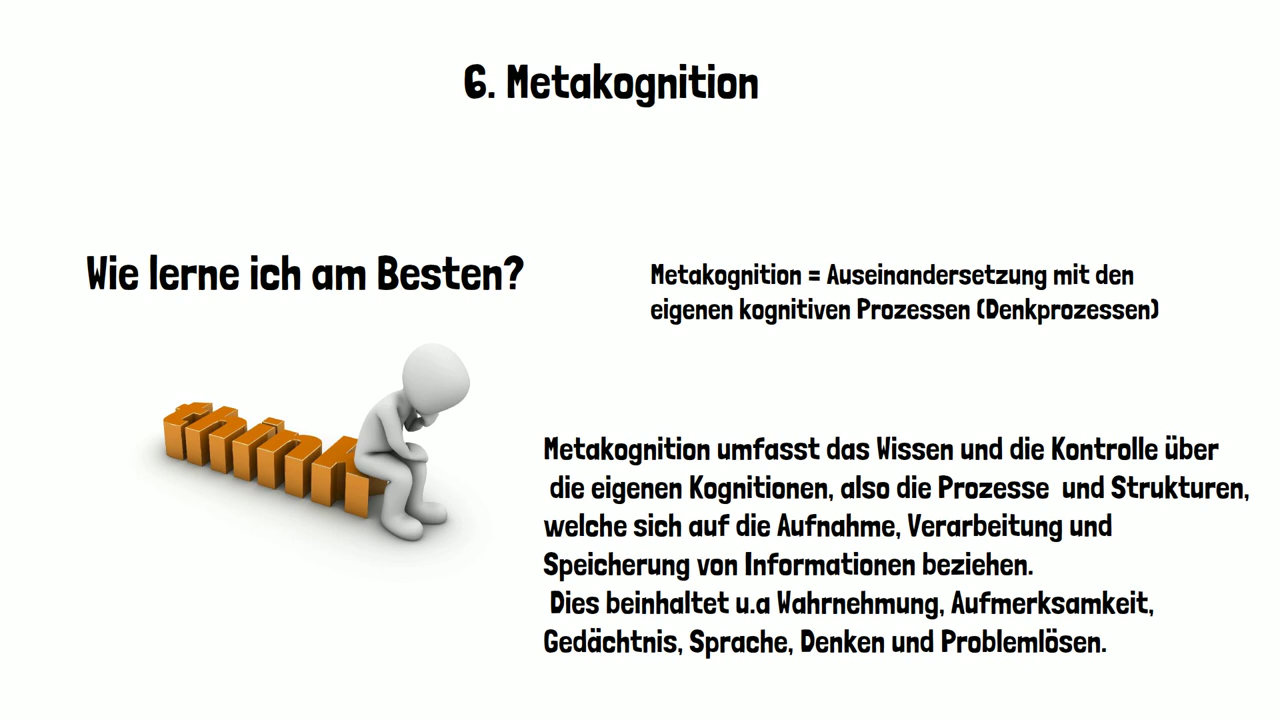 6. Metakognition
Wie lerne ich am Besten?
think
Metakognition = Auseinandersetzung mit den
eigenen kognitiven Prozessen (Denkprozessen)
Metakognition umfasst das Wissen und die Kontrolle über
die eigenen Kognitionen, also die Prozesse und Strukturen,
welche sich auf die Aufnahme, Verarbeitung und
Speicherung von Informationen beziehen.
Dies beinhaltet u.a Wahrnehmung, Aufmerksamkeit,
Gedächtnis, Sprache, Denken und Problemlösen.